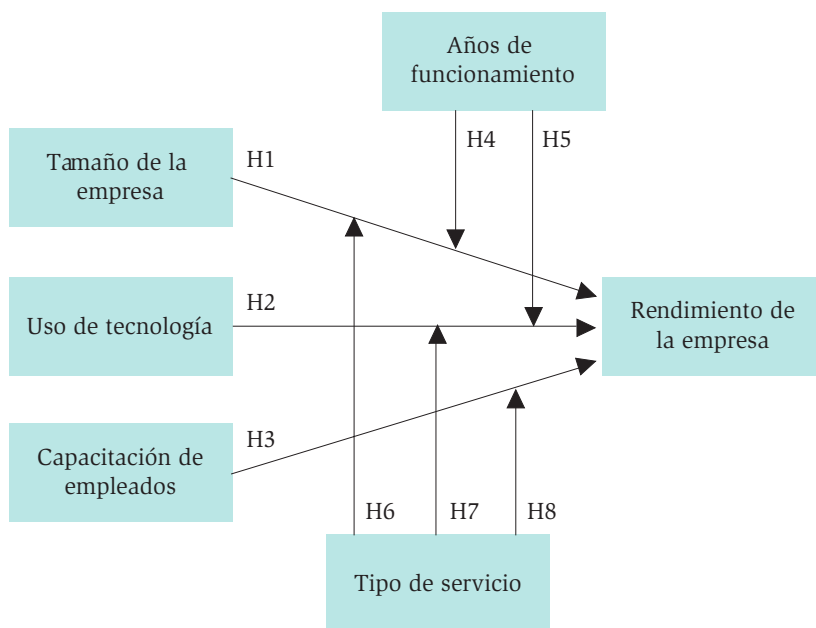 Años de
funcionamiento
H4
H5
Tamaño de la
empresa
H1
Uso de tecnología
H2
Rendimiento de
la empresa
Capacitación de
empleados
H3
H6
H7
H8
Tipo de servicio